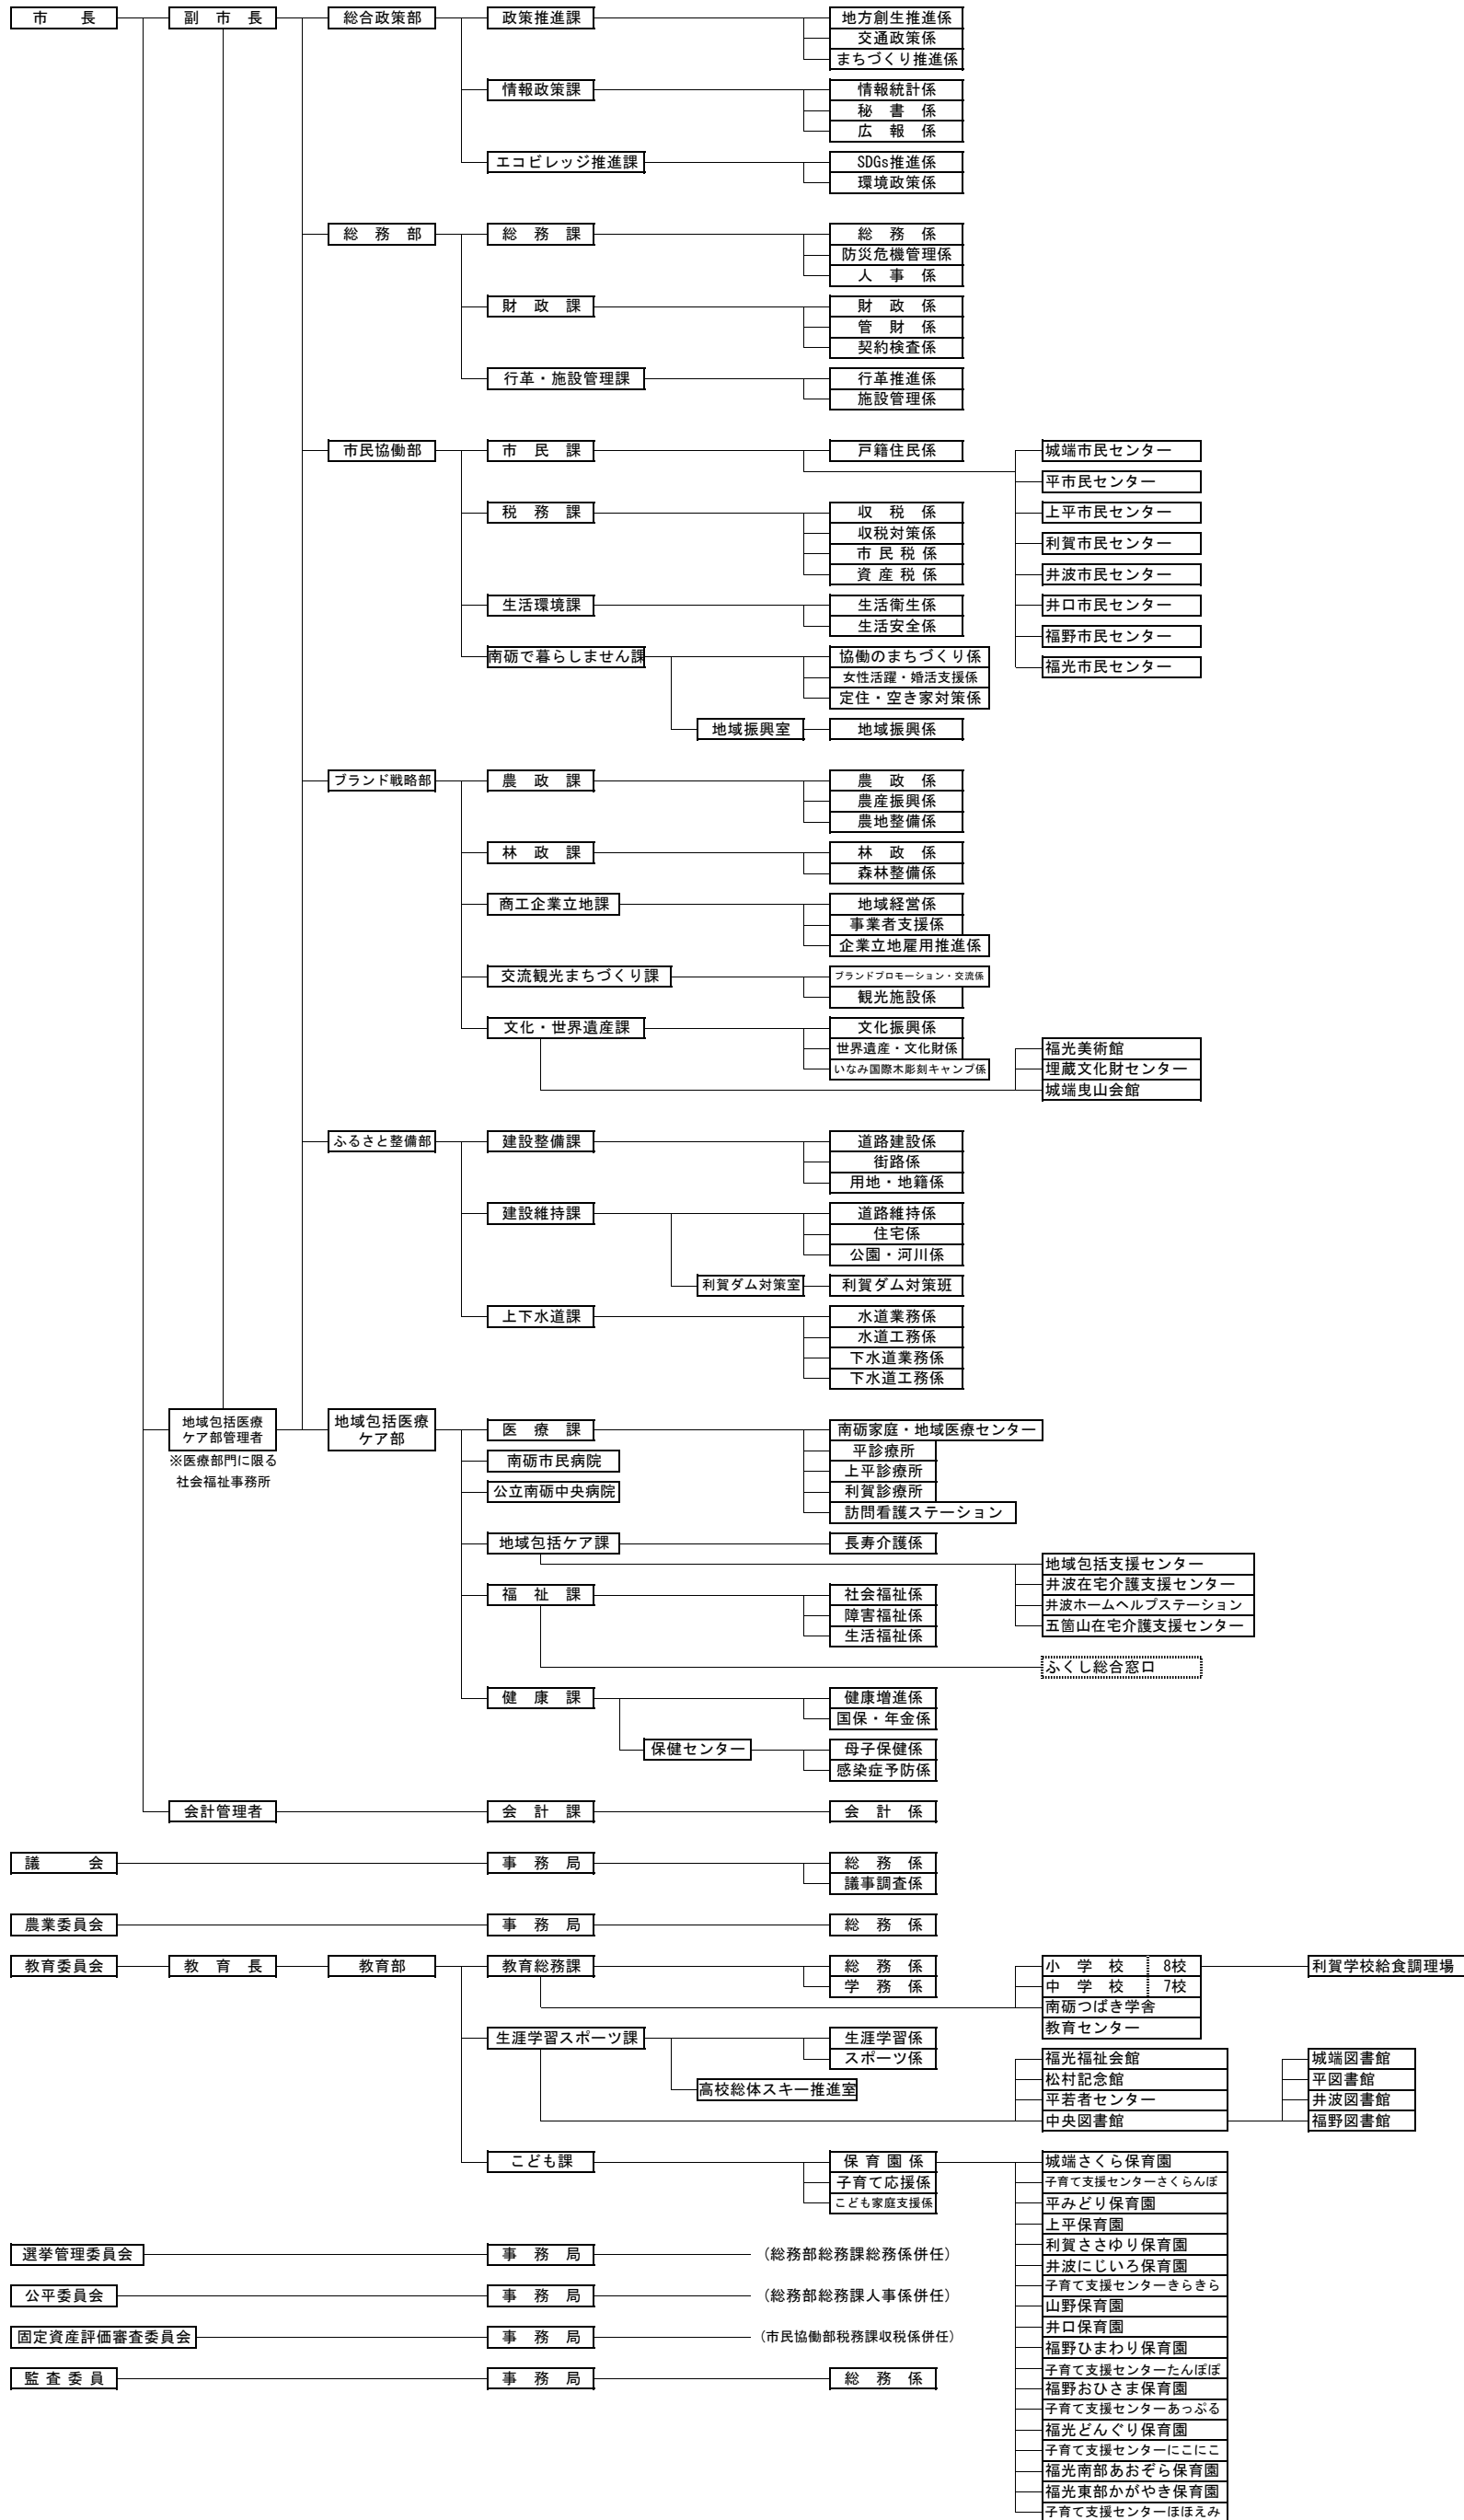 市　　長　副　市　長　総合政策部　政策推進課　地方創生推進係
交通政策係
まちづくり推進係
情報政策課　情報統計係
秘　書　係
広　報　係
エコビレッジ推進課　SDGs推進係
環境政策係
総　務　部　総　務　課　総　務　係
防災危機管理係
人　事　係
財　政　課　財　政　係
管　財　係
契約検査係
行革・施設管理課　行革推進係
施設管理係
市民協働部　市　民　課　戸籍住民係　城端市民センター
平市民センター
税　務　課　収　税　係　上平市民センター
収税対策係
利賀市民センター
市 民 税 係
資 産 税 係　井波市民センター
生活環境課　生活衛生係　井口市民センター
生活安全係
福野市民センター
南砺で暮らしません課　協働のまちづくり係
福光市民センター
女性活躍・婚活支援係
定住・空き家対策係
地域振興室　地域振興係
ブランド戦略部　農　政　課　農　政　係
農産振興係
農地整備係
林　政　課　林　政　係
森林整備係
商工企業立地課　地域経営係
事業者支援係
企業立地雇用推進係
交流観光まちづくり課　ブランドプロモーション・交流係
観光施設係
文化・世界遺産課　文化振興係
世界遺産・文化財係　福光美術館
いなみ国際木彫刻キャンプ係　埋蔵文化財センター
城端曳山会館
ふるさと整備部　建設整備課　道路建設係
街路係
用地・地籍係
建設維持課　道路維持係
住宅係
公園・河川係
利賀ダム対策室　利賀ダム対策班
上下水道課　水道業務係
水道工務係
下水道業務係
下水道工務係
地域包括医療　地域包括医療
ケア部管理者　ケア部　医　療　課　南砺家庭・地域医療センター
平診療所
※医療部門に限る　南砺市民病院
上平診療所
社会福祉事務所
公立南砺中央病院　利賀診療所
訪問看護ステーション
地域包括ケア課　長寿介護係
地域包括支援センター
井波在宅介護支援センター
福　祉　課　社会福祉係　井波ホームヘルプステーション
障害福祉係　五箇山在宅介護支援センター
生活福祉係
ふくし総合窓口
健　康　課　健康増進係
国保・年金係
保健センター　母子保健係
感染症予防係
会計管理者　会　計　課　会　計　係
議　　　会　事　務　局　総　務　係
議事調査係
農業委員会　事　務　局　総　務　係
教育委員会　教　育　長　教育部　教育総務課　総　務　係　小　学　校　8校　利賀学校給食調理場
学　務　係　中　学　校　7校
南砺つばき学舎
教育センター
生涯学習スポーツ課　生涯学習係
スポーツ係　福光福祉会館　城端図書館
松村記念館　平図書館
高校総体スキー推進室　平若者センター　井波図書館
中央図書館　福野図書館
こども課　保 育 園 係　城端さくら保育園
子育て応援係　子育て支援センターさくらんぼ
こども家庭支援係　平みどり保育園
上平保育園
利賀ささゆり保育園
選挙管理委員会　事　務　局　（総務部総務課総務係併任）
井波にじいろ保育園
子育て支援センターきらきら
公平委員会　事　務　局　（総務部総務課人事係併任）
山野保育園
井口保育園
固定資産評価審査委員会　事　務　局　（市民協働部税務課収税係併任）
福野ひまわり保育園
子育て支援センターたんぽぽ
監 査 委 員　事　務　局　総　務　係
福野おひさま保育園
子育て支援センターあっぷる
福光どんぐり保育園
子育て支援センターにこにこ
福光南部あおぞら保育園
福光東部かがやき保育園
子育て支援センターほほえみ